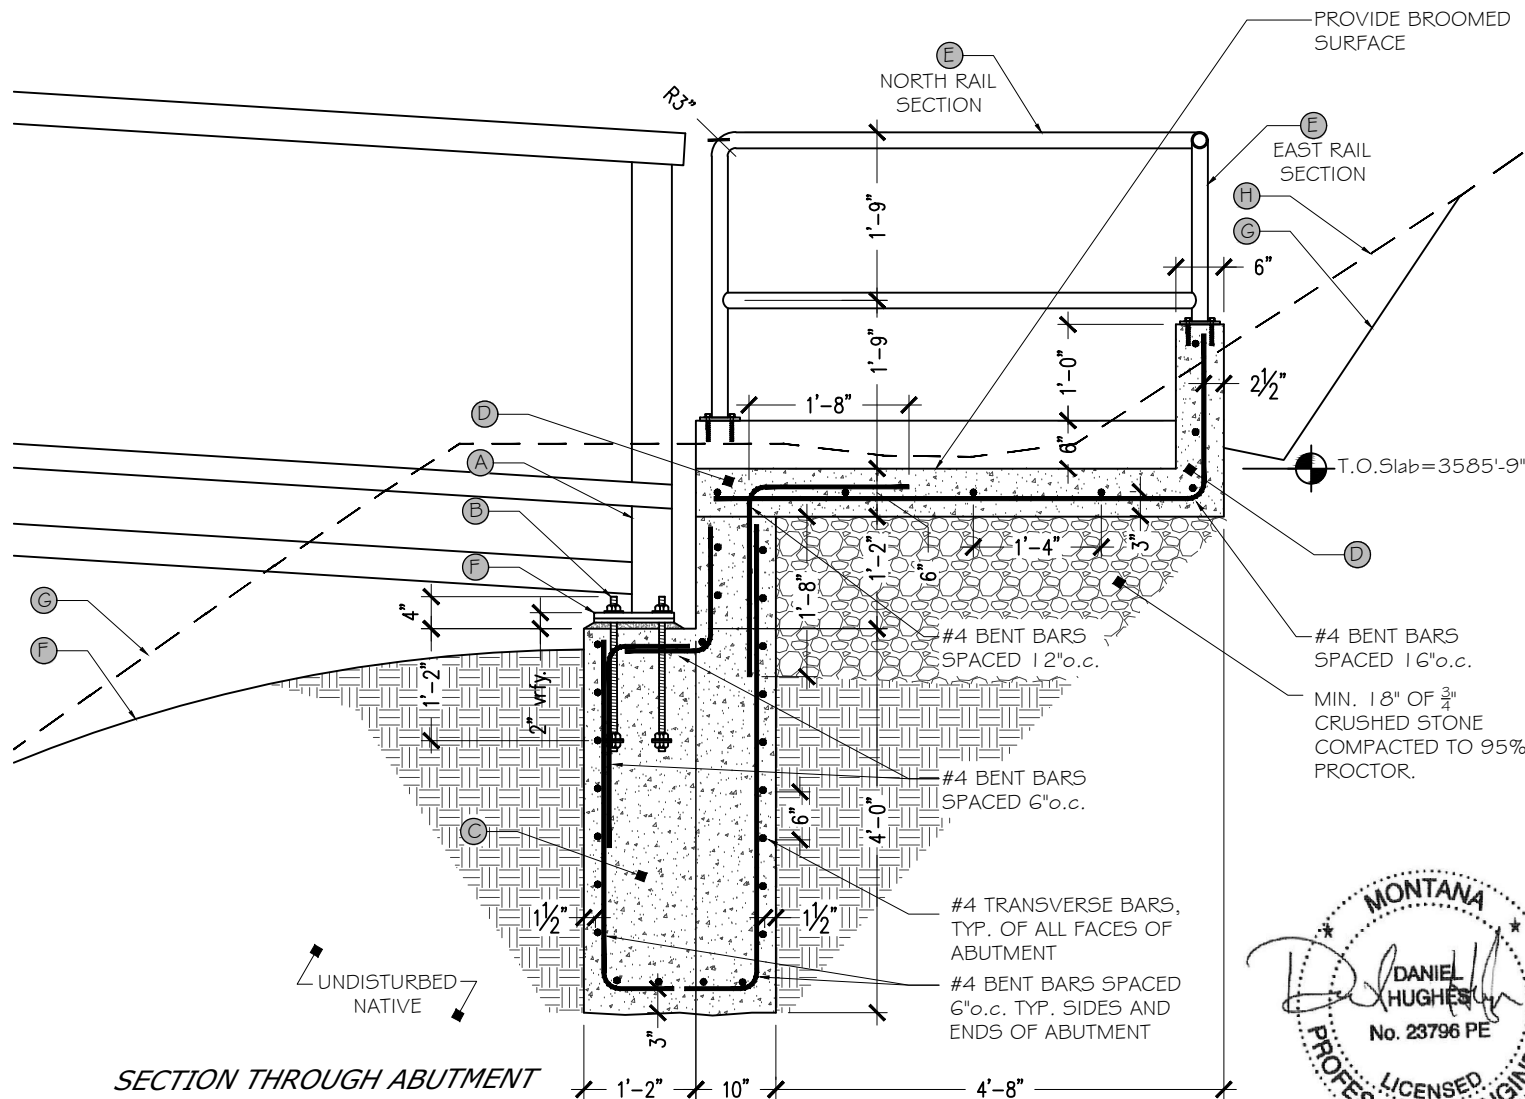 PROVIDE BROOMED
SURFACE
E
NORTH RAIL
SECTION
R3"
E
EAST RAIL
SECTION
H
G
1'-9"
6"
1'-9"
1'-0"
2½"
1'-8"
D
6"
A
T.O.Slab=3585'-9"
B
1'-2"
6"
1'-4"
3"
D
F
1'-8"
G
4"
F
#4 BENT BARS
SPACED 12"o.c.
#4 BENT BARS
SPACED 16"o.c.
1'-2"
2" vrfy.
MIN. 18" OF ¾"
CRUSHED STONE
COMPACTED TO 95%
PROCTOR.
#4 BENT BARS
SPACED 6"o.c.
6"
4'-0"
C
1½"
1½"
#4 TRANSVERSE BARS,
TYP. OF ALL FACES OF
ABUTMENT
UNDISTURBED
NATIVE
#4 BENT BARS SPACED
6"o.c. TYP. SIDES AND
ENDS OF ABUTMENT
3"
MONTANA
DANIEL
HUGHES
No. 23796 PE
LICENSED
SECTION THROUGH ABUTMENT
1'-2"
10"
4'-8"